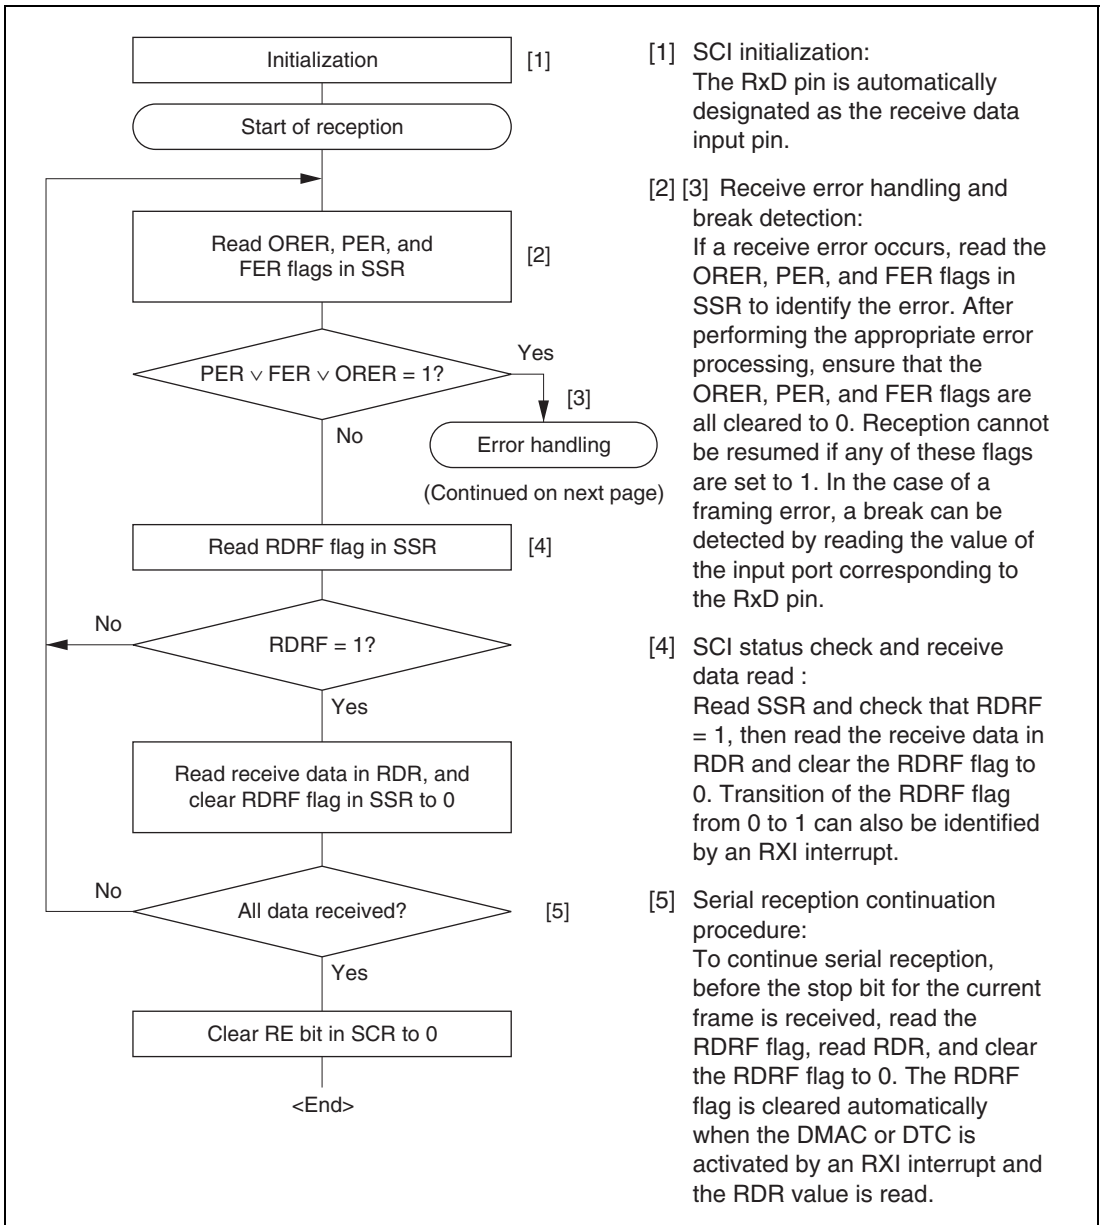 Initialization
[1]
Start of reception
Read ORER, PER, and
FER flags in SSR
[2]
PER ∨ FER ∨ ORER = 1?
Yes
[3]
No
Error handling
(Continued on next page)
Read RDRF flag in SSR
[4]
No
RDRF = 1?
Yes
Read receive data in RDR, and
clear RDRF flag in SSR to 0
No
All data received?
[5]
Yes
Clear RE bit in SCR to 0
<End>
[1] SCI initialization:
The RxD pin is automatically
designated as the receive data
input pin.
[2] [3] Receive error handling and
break detection:
If a receive error occurs, read the
ORER, PER, and FER flags in
SSR to identify the error. After
performing the appropriate error
processing, ensure that the
ORER, PER, and FER flags are
all cleared to 0. Reception cannot
be resumed if any of these flags
are set to 1. In the case of a
framing error, a break can be
detected by reading the value of
the input port corresponding to
the RxD pin.
[4] SCI status check and receive
data read :
Read SSR and check that RDRF
= 1, then read the receive data in
RDR and clear the RDRF flag to
0. Transition of the RDRF flag
from 0 to 1 can also be identified
by an RXI interrupt.
[5] Serial reception continuation
procedure:
To continue serial reception,
before the stop bit for the current
frame is received, read the
RDRF flag, read RDR, and clear
the RDRF flag to 0. The RDRF
flag is cleared automatically
when the DMAC or DTC is
activated by an RXI interrupt and
the RDR value is read.